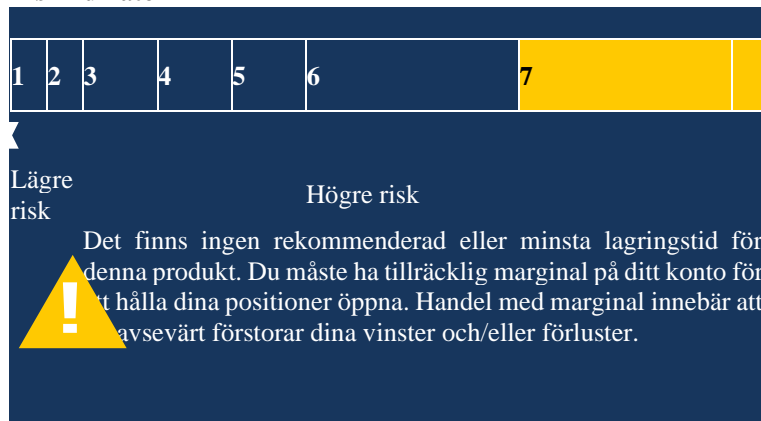 1 2 3 4 5 6 7
Lägre
risk
Högre risk
Det finns ingen rekommenderad eller minsta lagringstid för
denna produkt. Du måste ha tillräcklig marginal på ditt konto för
hålla dina positioner öppna. Handel med marginal innebär att
avsevärt förstorar dina vinster och/eller förluster.